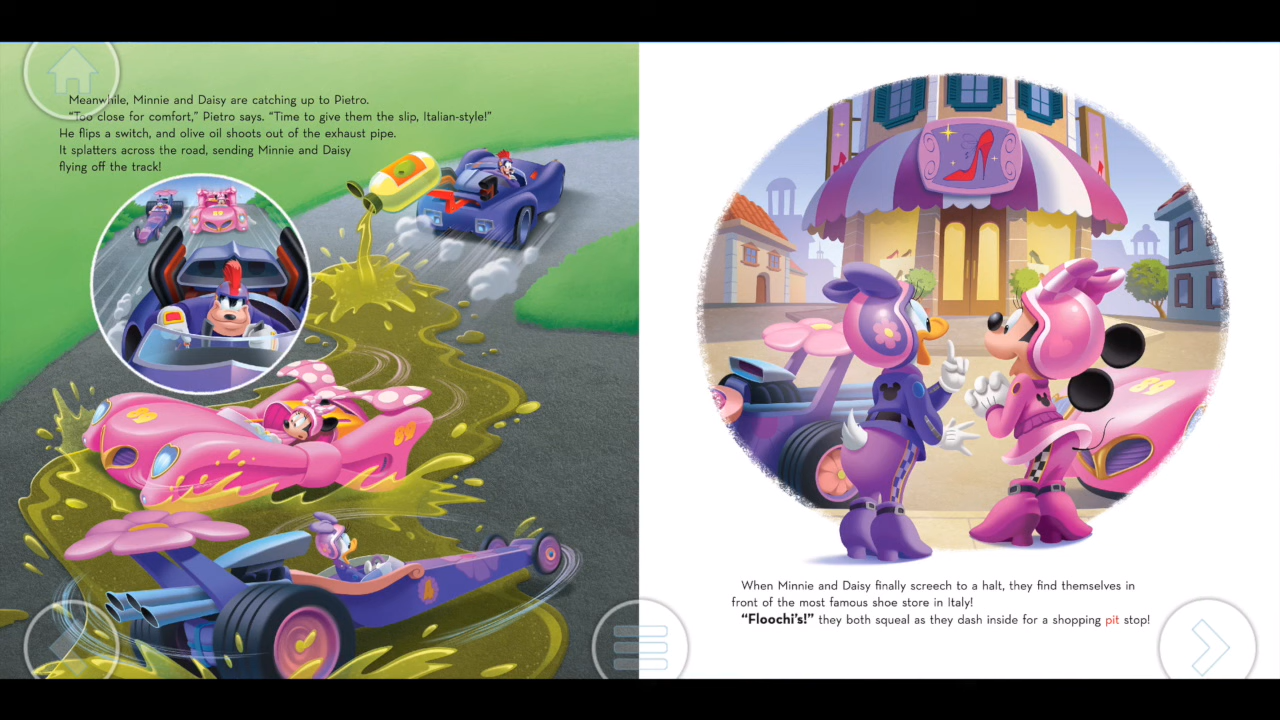 Meanwhile, Minnie and Daisy are catching up to Pietro.
"Too close for comfort," Pietro says. "Time to give them the slip, Italian-style!"
He flips a switch, and olive oil shoots out of the exhaust pipe.
It splatters across the road, sending Minnie and Daisy
flying off the track!
89
89
89
89
When Minnie and Daisy finally screech to a halt, they find themselves in
front of the most famous shoe store in Italy!
"Floochi's!" they both squeal as they dash inside for a shopping pit stop!